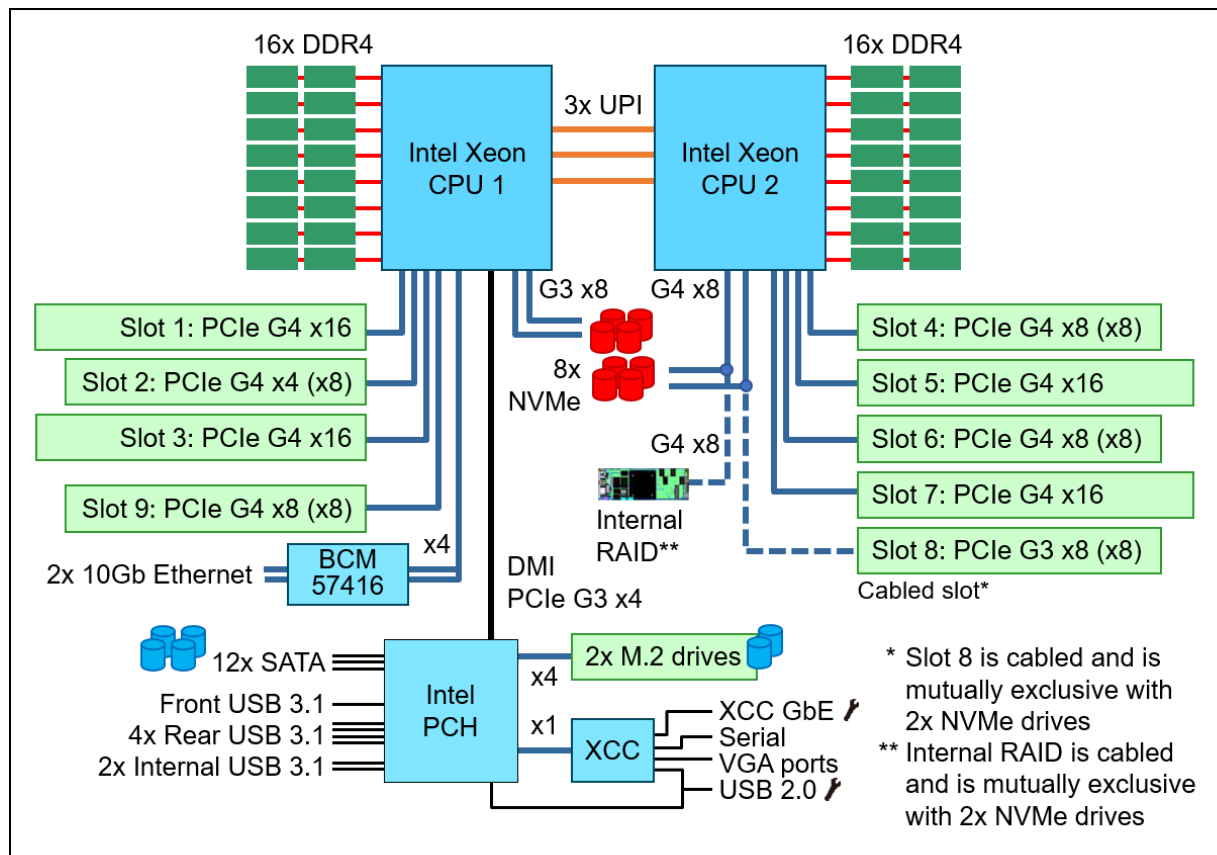 16x DDR4
16x DDR4
Intel Xeon
CPU 1
3x UPI
Intel Xeon
CPU 2
G3 x8
G4 x8
Slot 1: PCIe G4 x16
Slot 2: PCIe G4 x4 (x8)
Slot 3: PCIe G4 x16
Slot 9: PCIe G4 x8 (x8)
8x
NVMe
Slot 4: PCIe G4 x8 (x8)
Slot 5: PCIe G4 x16
Slot 6: PCIe G4 x8 (x8)
Slot 7: PCIe G4 x16
Slot 8: PCIe G3 x8 (x8)
Cabled slot*
G4 x8
Internal
RAID**
x4
2x 10Gb Ethernet
BCM
57416
DMI
PCIe G3 x4
12x SATA
Front USB 3.1
4x Rear USB 3.1
2x Internal USB 3.1
Intel
PCH
x4
2x M.2 drives
x1
XCC
XCC GbE
Serial
VGA ports
USB 2.0
* Slot 8 is cabled and is
mutually exclusive with
2x NVMe drives
** Internal RAID is cabled
and is mutually exclusive
with 2x NVMe drives